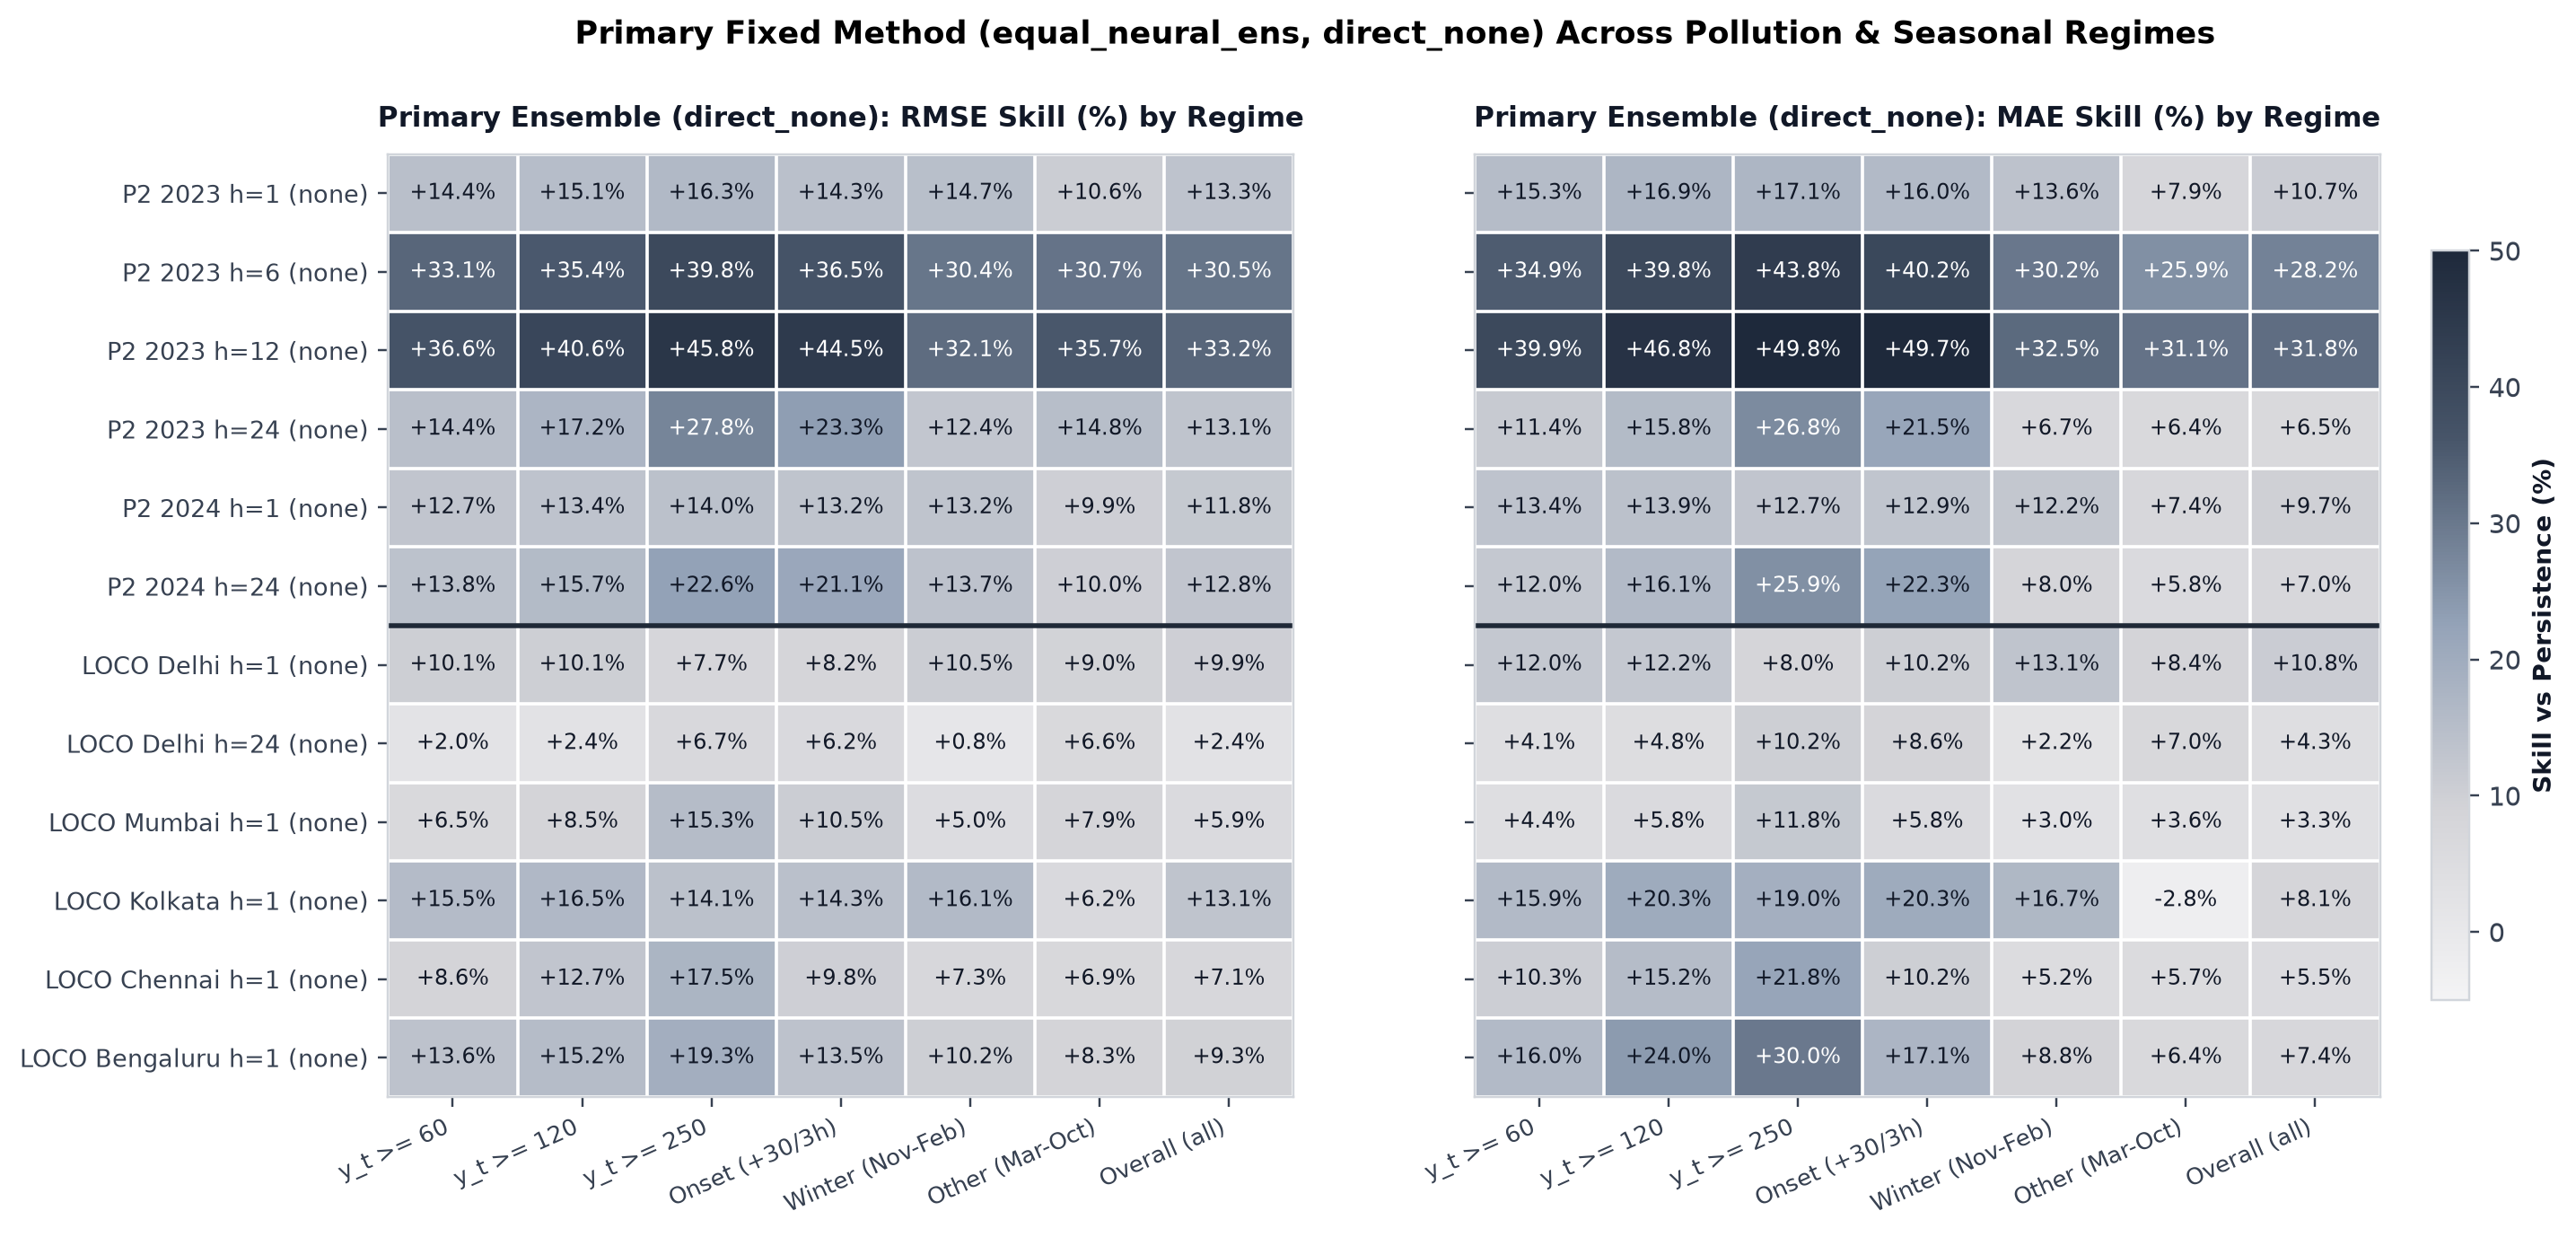 Primary Fixed Method (equal_neural_ens, direct_none) Across Pollution & Seasonal Regimes
Primary Ensemble (direct_none): RMSE Skill (%) by Regime
P2 2023 h=1 (none) +14.4% +15.1% +16.3% +14.3% +14.7% +10.6% +13.3%
P2 2023 h=6 (none) +33.1% +35.4% +39.8% +36.5% +30.4% +30.7% +30.5%
P2 2023 h=12 (none) +36.6% +40.6% +45.8% +44.5% +32.1% +35.7% +33.2%
P2 2023 h=24 (none) +14.4% +17.2% +27.8% +23.3% +12.4% +14.8% +13.1%
P2 2024 h=1 (none) +12.7% +13.4% +14.0% +13.2% +13.2% +9.9% +11.8%
P2 2024 h=24 (none) +13.8% +15.7% +22.6% +21.1% +13.7% +10.0% +12.8%
LOCO Delhi h=1 (none) +10.1% +10.1% +7.7% +8.2% +10.5% +9.0% +9.9%
LOCO Delhi h=24 (none) +2.0% +2.4% +6.7% +6.2% +0.8% +6.6% +2.4%
LOCO Mumbai h=1 (none) +6.5% +8.5% +15.3% +10.5% +5.0% +7.9% +5.9%
LOCO Kolkata h=1 (none) +15.5% +16.5% +14.1% +14.3% +16.1% +6.2% +13.1%
LOCO Chennai h=1 (none) +8.6% +12.7% +17.5% +9.8% +7.3% +6.9% +7.1%
LOCO Bengaluru h=1 (none) +13.6% +15.2% +19.3% +13.5% +10.2% +8.3% +9.3%
y_t >= 60 y_t >= 120 y_t >= 250 Onset (+30/3h) Winter (Nov-Feb) Other (Mar-Oct) Overall (all)
Primary Ensemble (direct_none): MAE Skill (%) by Regime
+15.3% +16.9% +17.1% +16.0% +13.6% +7.9% +10.7%
+34.9% +39.8% +43.8% +40.2% +30.2% +25.9% +28.2%
+39.9% +46.8% +49.8% +49.7% +32.5% +31.1% +31.8%
+11.4% +15.8% +26.8% +21.5% +6.7% +6.4% +6.5%
+13.4% +13.9% +12.7% +12.9% +12.2% +7.4% +9.7%
+12.0% +16.1% +25.9% +22.3% +8.0% +5.8% +7.0%
+12.0% +12.2% +8.0% +10.2% +13.1% +8.4% +10.8%
+4.1% +4.8% +10.2% +8.6% +2.2% +7.0% +4.3%
+4.4% +5.8% +11.8% +5.8% +3.0% +3.6% +3.3%
+15.9% +20.3% +19.0% +20.3% +16.7% -2.8% +8.1%
+10.3% +15.2% +21.8% +10.2% +5.2% +5.7% +5.5%
+16.0% +24.0% +30.0% +17.1% +8.8% +6.4% +7.4%
y_t >= 60 y_t >= 120 y_t >= 250 Onset (+30/3h) Winter (Nov-Feb) Other (Mar-Oct) Overall (all)
50
40
30
20
10
0
Skill vs Persistence (%)